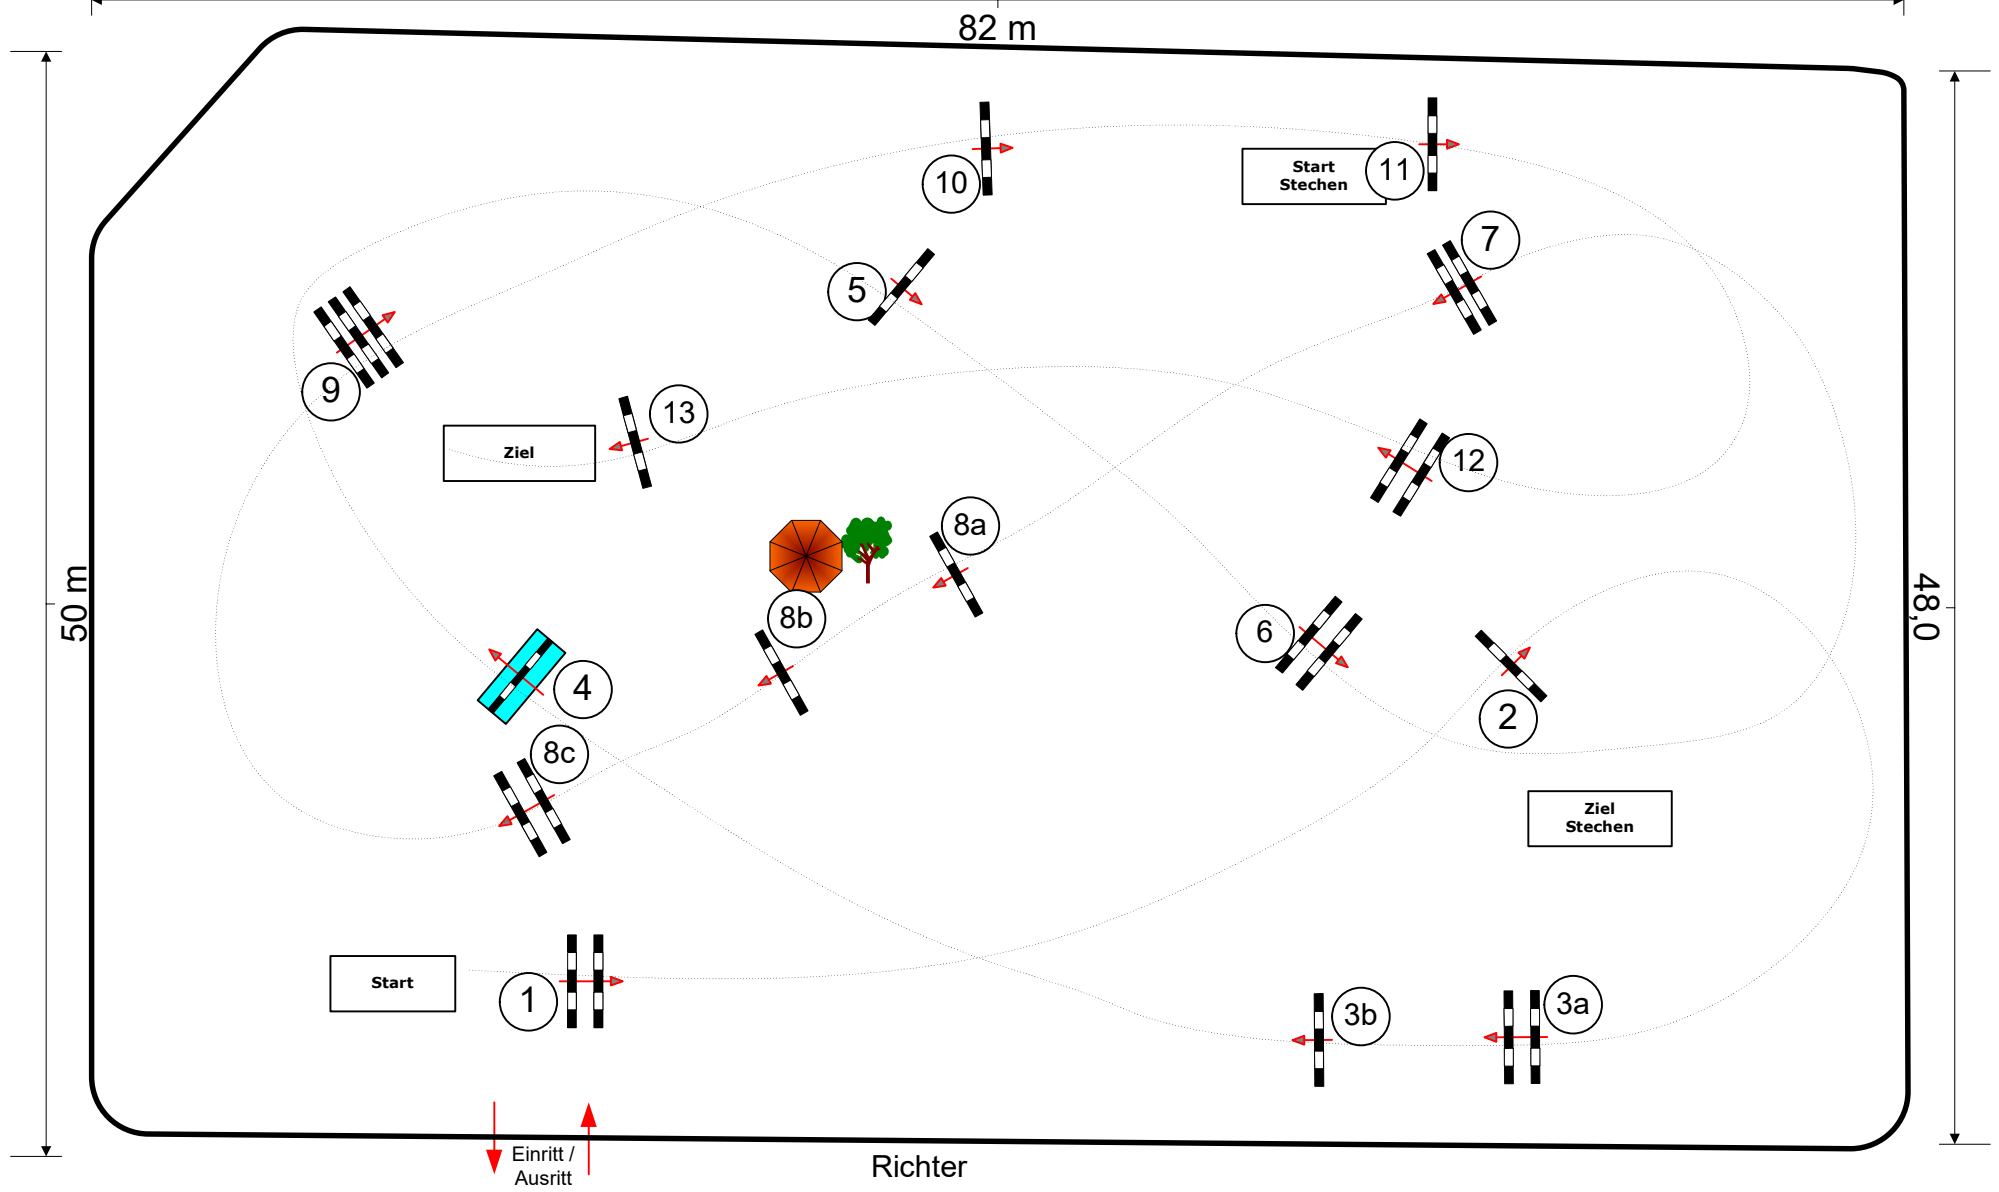 82 m
10
Start
Stechen
11
7
5
9
13
Ziel
12
8a
50 m
48,0
8b
6
4
2
8c
Ziel
Stechen
Start
1
3b
3a
Einritt /
Ausritt
Richter